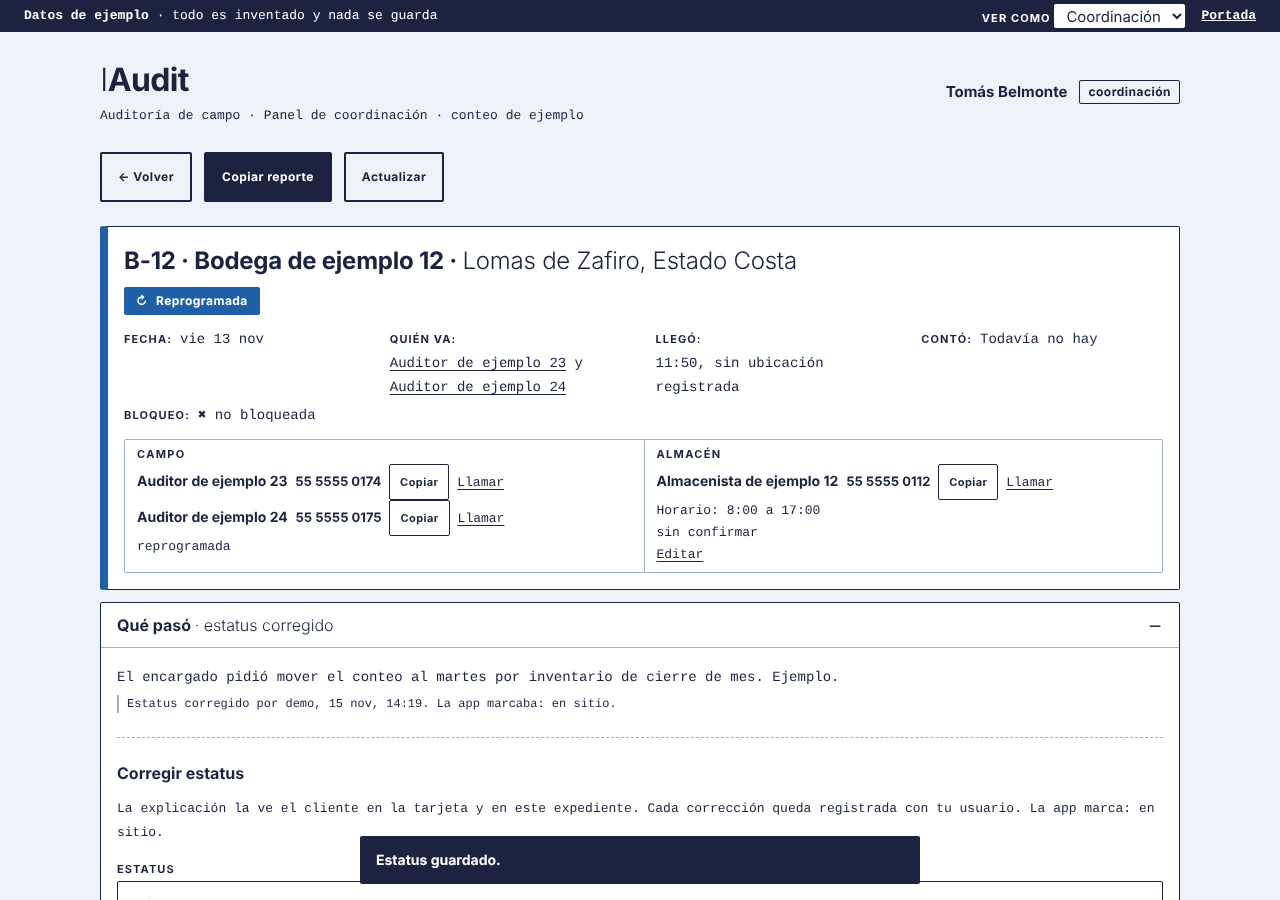 Datos de ejemplo · todo es inventado y nada se guarda
VER COMO Coordinación Portada
|Audit
Auditoría de campo · Panel de coordinación · conteo de ejemplo
Tomás Belmonte coordinación
← Volver Copiar reporte Actualizar
B-12 · Bodega de ejemplo 12 · Lomas de Zafiro, Estado Costa
↻ Reprogramada
FECHA: vie 13 nov
QUIÉN VA:
Auditor de ejemplo 23 y
Auditor de ejemplo 24
LLEGÓ:
11:50, sin ubicación
registrada
CONTÓ: Todavía no hay
BLOQUEO: ✖ no bloqueada
CAMPO
Auditor de ejemplo 23 55 5555 0174 Copiar Llamar
Auditor de ejemplo 24 55 5555 0175 Copiar Llamar
reprogramada
ALMACÉN
Almacenista de ejemplo 12 55 5555 0112 Copiar Llamar
Horario: 8:00 a 17:00
sin confirmar
Editar
Qué pasó · estatus corregido −
El encargado pidió mover el conteo al martes por inventario de cierre de mes. Ejemplo.
Estatus corregido por demo, 15 nov, 14:19. La app marcaba: en sitio.
Corregir estatus
La explicación la ve el cliente en la tarjeta y en este expediente. Cada corrección queda registrada con tu usuario. La app marca: en
sitio.
ESTATUS
Estatus guardado.